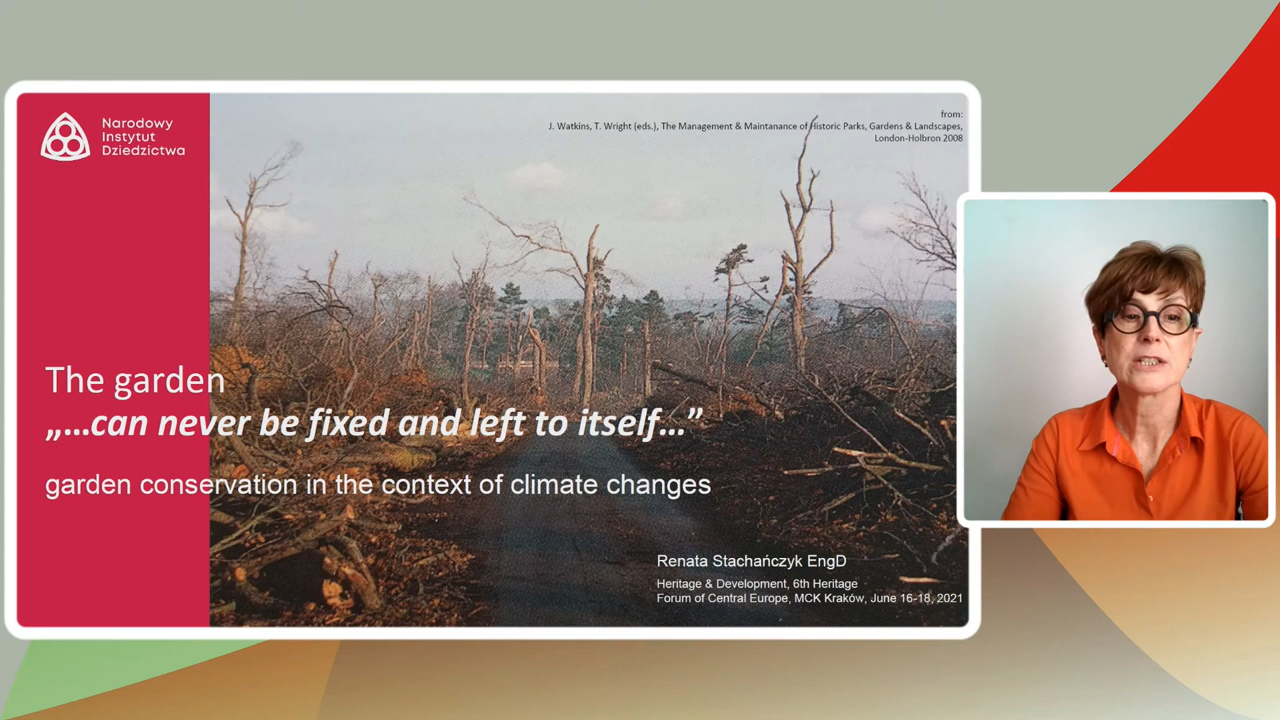 Narodowy
Instytut
Dziedzictwa
from:
J. Watkins, T. Wright (eds.), The Management & Maintanance of Historic Parks, Gardens & Landscapes,
London-Holbron 2008
The garden
„...can never be fixed and left to itself...”
garden conservation in the context of climate changes
Renata Stachańczyk EngD
Heritage & Development, 6th Heritage
Forum of Central Europe, MCK Kraków, June 16-18, 2021